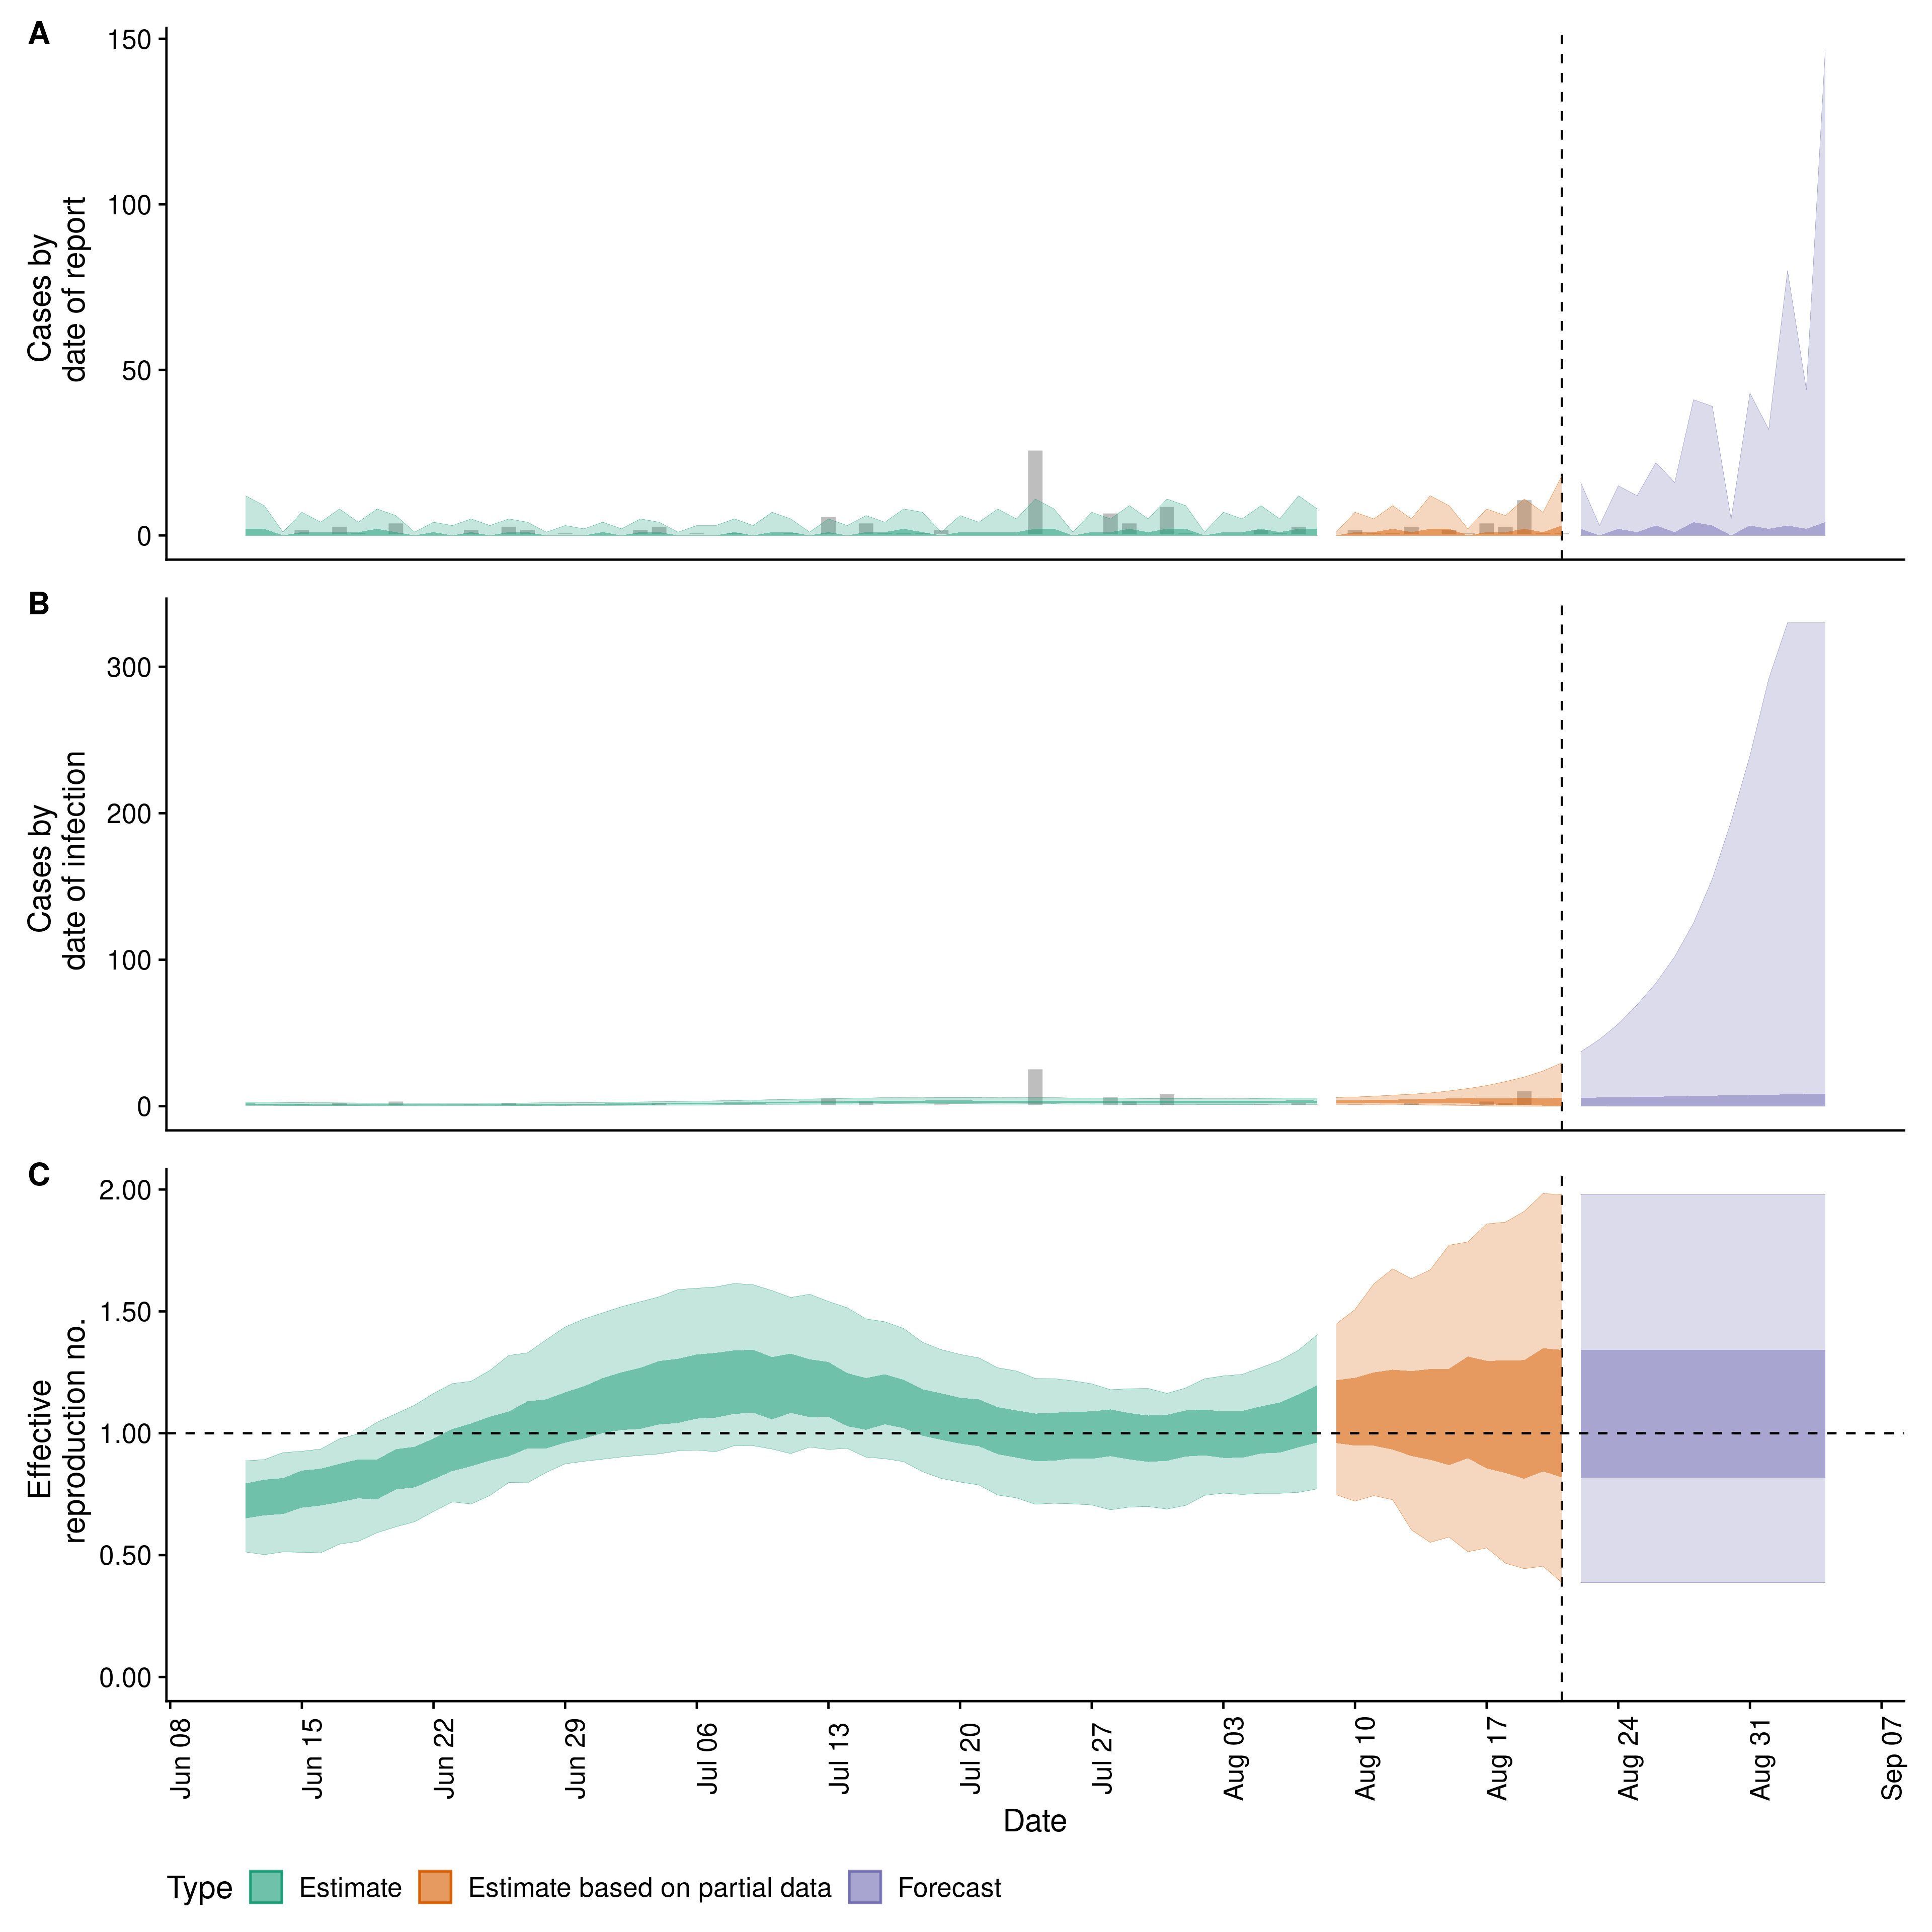 A
Cases by
date of report
150
100
50
0
B
Cases by
date of infection
300
200
100
0
C
Effective
reproduction no.
2.00
1.50
1.00
0.50
0.00
Jun 08
Jun 15
Jun 22
Jun 29
Jul 06
Jul 13
Jul 20
Jul 27
Aug 03
Aug 10
Aug 17
Aug 24
Aug 31
Sep 07
Date
Type Estimate Estimate based on partial data Forecast